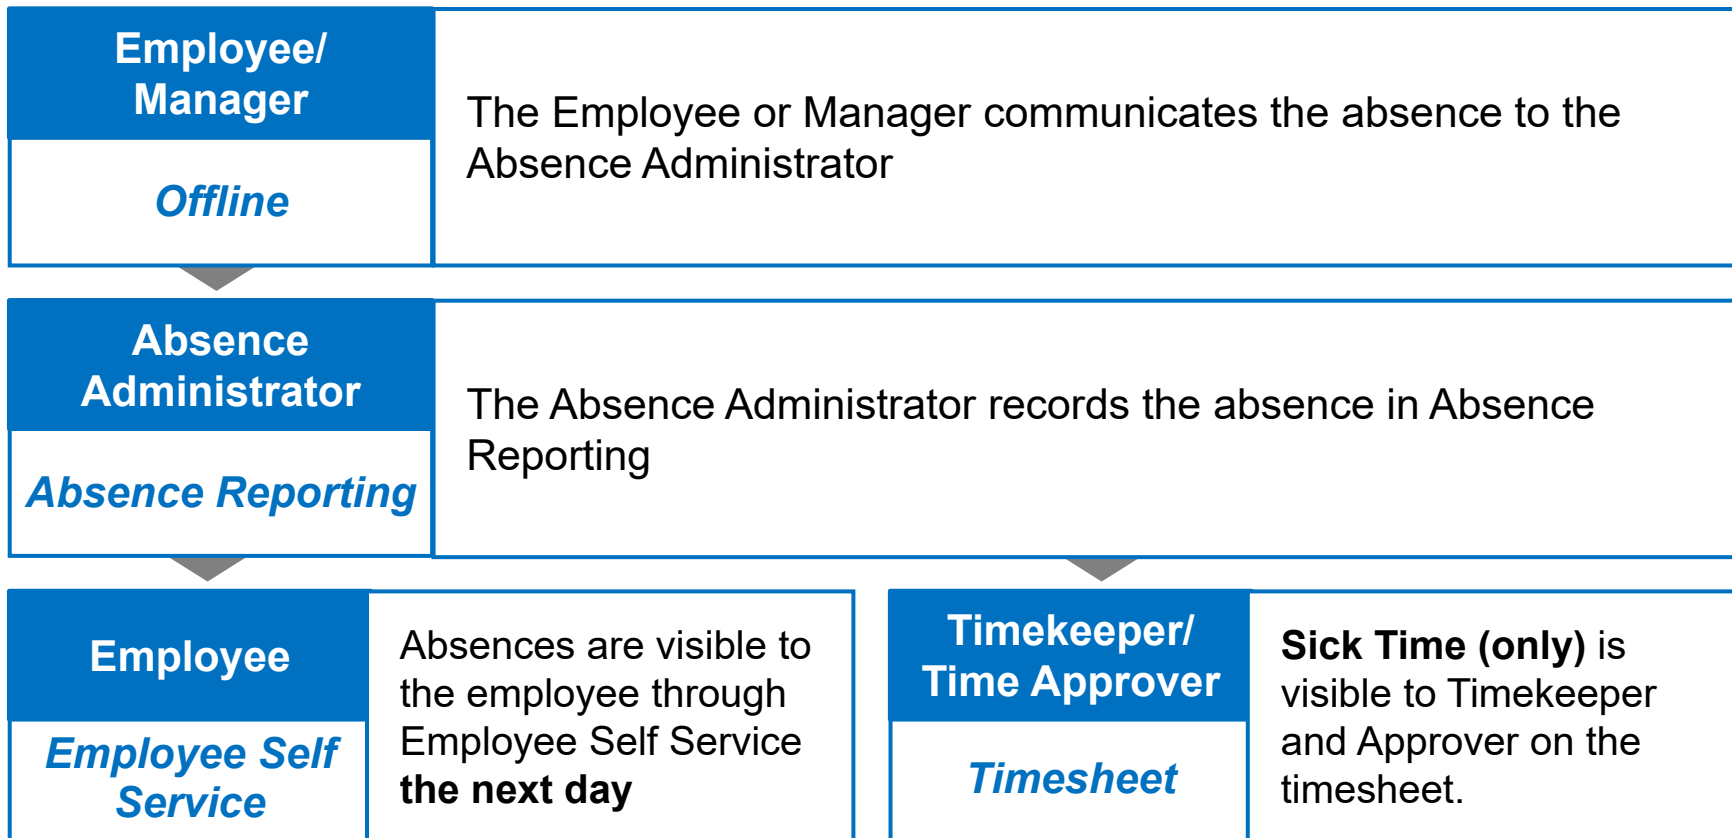 Employee/
Manager
Offline
The Employee or Manager communicates the absence to the
Absence Administrator
Absence
Administrator
Absence Reporting
The Absence Administrator records the absence in Absence
Reporting
Employee
Employee Self
Service
Absences are visible to
the employee through
Employee Self Service
the next day
Timekeeper/
Time Approver
Timesheet
Sick Time (only) is
visible to Timekeeper
and Approver on the
timesheet.